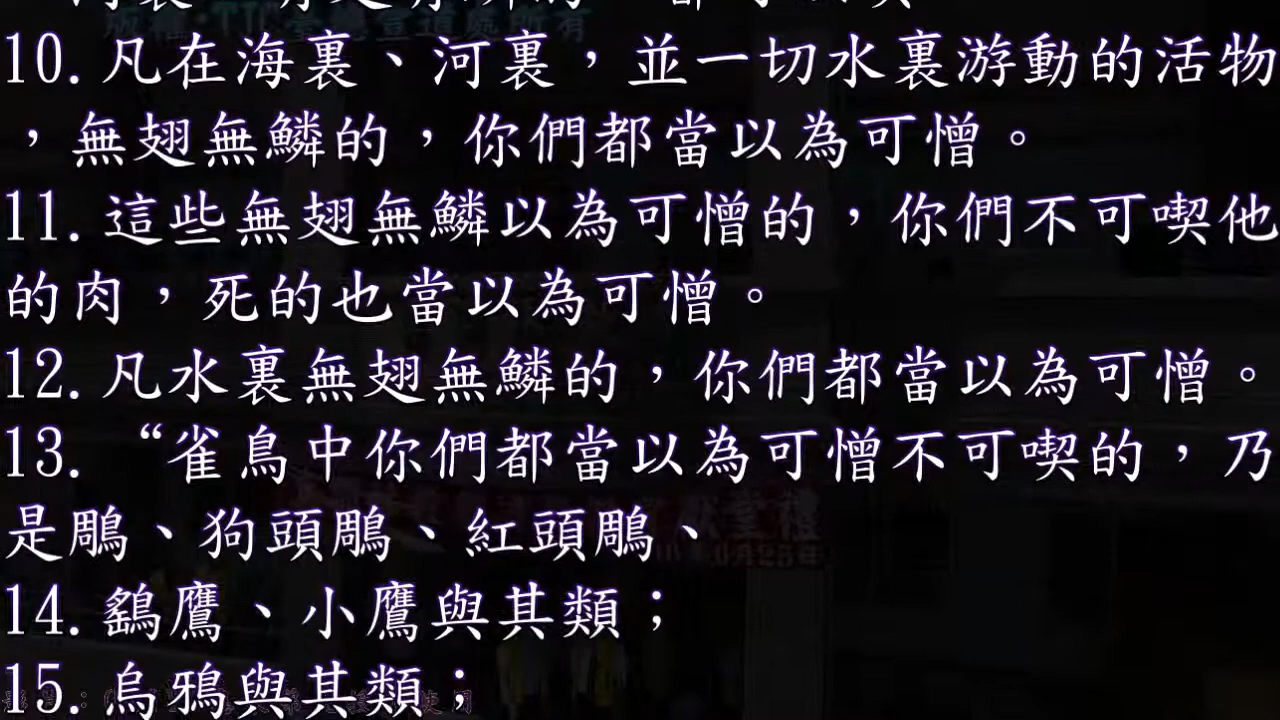 10.凡在海裏、河裏，並一切水裏游動的活物
，無翅無鱗的，你們都當以為可憎。
11.這些無翅無鱗以為可憎的，你們不可喫他
的肉，死的也當以為可憎。
12.凡水裏無翅無鱗的，你們都當以為可憎。
13.“雀鳥中你們都當以為可憎不可喫的，乃
是鵰、狗頭鵰、紅頭鵰、
14.鷂鷹、小鷹與其類；
15.烏鴉與其類；